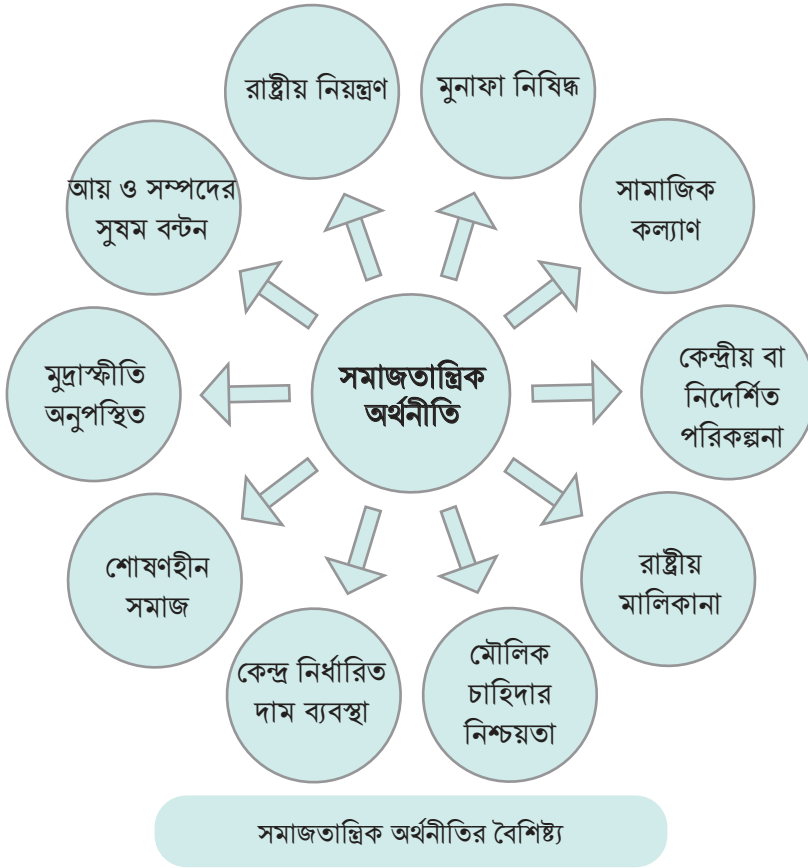 রাষ্ট্রীয় নিয়ন্ত্রণ
মুনাফা নিষিদ্ধ
আয় ও সম্পদের
সুষম বন্টন
সামাজিক
কল্যাণ
মুদ্রাস্ফীতি
অনুপস্থিত
সমাজতান্ত্রিক
অর্থনীতি
কেন্দ্রীয় বা
নিদের্শিত
পরিকল্পনা
শোষণহীন
সমাজ
রাষ্ট্রীয়
মালিকানা
কেন্দ্র নির্ধারিত
দাম ব্যবস্থা
মৌলিক
চাহিদার
নিশ্চয়তা
সমাজতান্ত্রিক অর্থনীতির বৈশিষ্ট্য